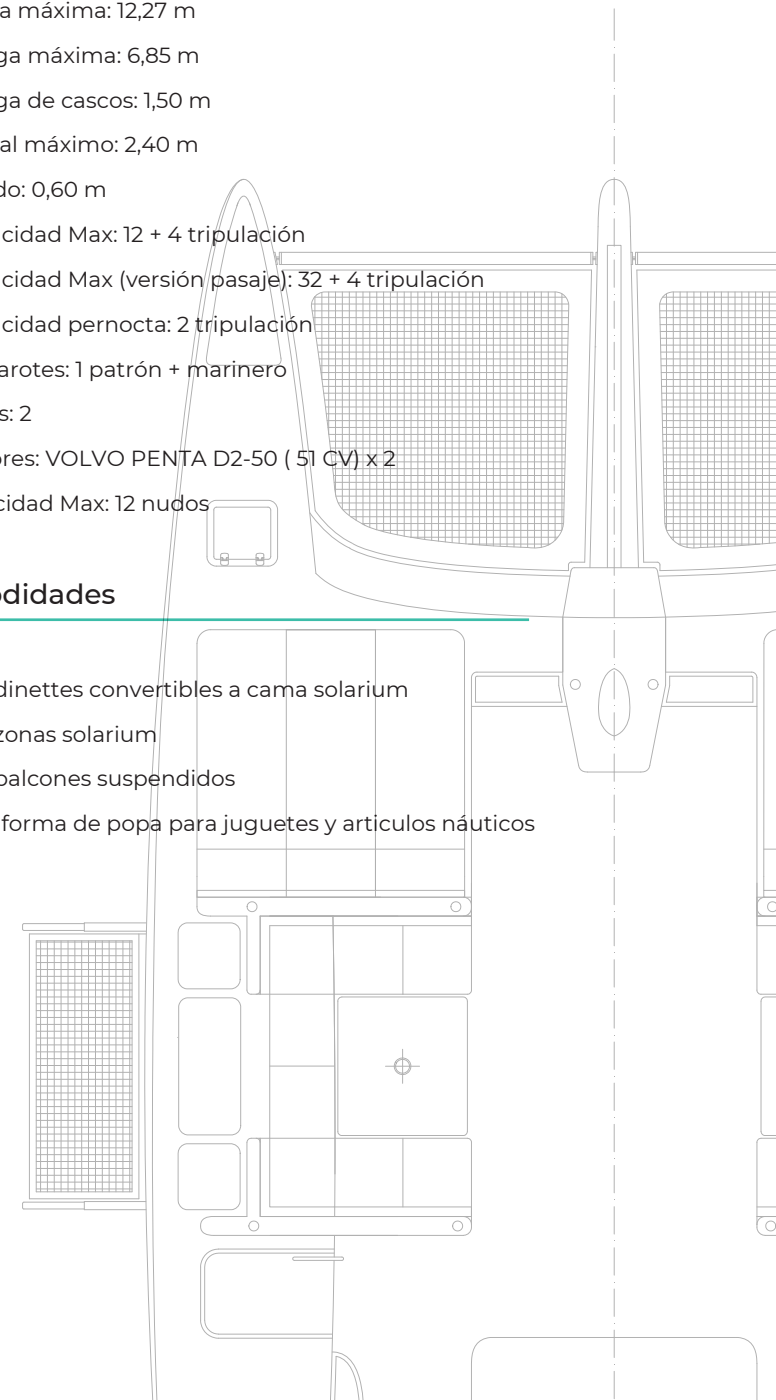 a máxima: 12,27 m
ga máxima: 6,85 m
ga de cascos: 1,50 m
al máximo: 2,40 m
do: 0,60 m
cidad Max: 12 + 4 tripulación
cidad Max (versión pasaje): 32 + 4 tripulación
cidad pernocta: 2 tripulación
arotes: 1 patrón + marinero
s: 2
ores: VOLVO PENTA D2-50 ( 51 CV) x 2
cidad Max: 12 nudos
odidades
dinettes convertibles a cama solarium
zonas solarium
balcones suspendidos
forma de popa para juguetes y articulos náuticos